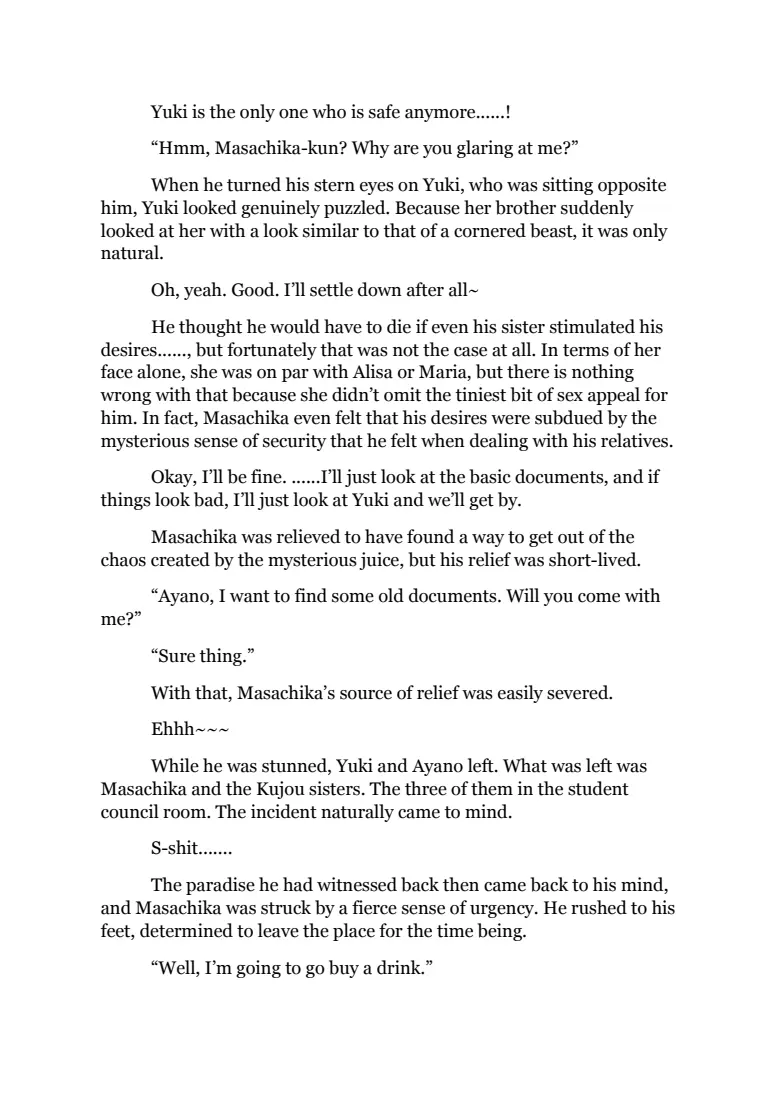 Yuki is the only one who is safe anymore......!
“Hmm, Masachika-kun? Why are you glaring at me?”
When he turned his stern eyes on Yuki, who was sitting opposite
him, Yuki looked genuinely puzzled. Because her brother suddenly
looked at her with a look similar to that of a cornered beast, it was only
natural.
Oh, yeah. Good. I’ll settle down after all~
He thought he would have to die if even his sister stimulated his
desires......, but fortunately that was not the case at all. In terms of her
face alone, she was on par with Alisa or Maria, but there is nothing
wrong with that because she didn’t omit the tiniest bit of sex appeal for
him. In fact, Masachika even felt that his desires were subdued by the
mysterious sense of security that he felt when dealing with his relatives.
Okay, I’ll be fine. ......I’ll just look at the basic documents, and if
things look bad, I’ll just look at Yuki and we’ll get by.
Masachika was relieved to have found a way to get out of the
chaos created by the mysterious juice, but his relief was short-lived.
“Ayano, I want to find some old documents. Will you come with
me?”
“Sure thing.”
With that, Masachika’s source of relief was easily severed.
Ehhh~~~
While he was stunned, Yuki and Ayano left. What was left was
Masachika and the Kujou sisters. The three of them in the student
council room. The incident naturally came to mind.
S-shit.......
The paradise he had witnessed back then came back to his mind,
and Masachika was struck by a fierce sense of urgency. He rushed to his
feet, determined to leave the place for the time being.
“Well, I’m going to go buy a drink.”